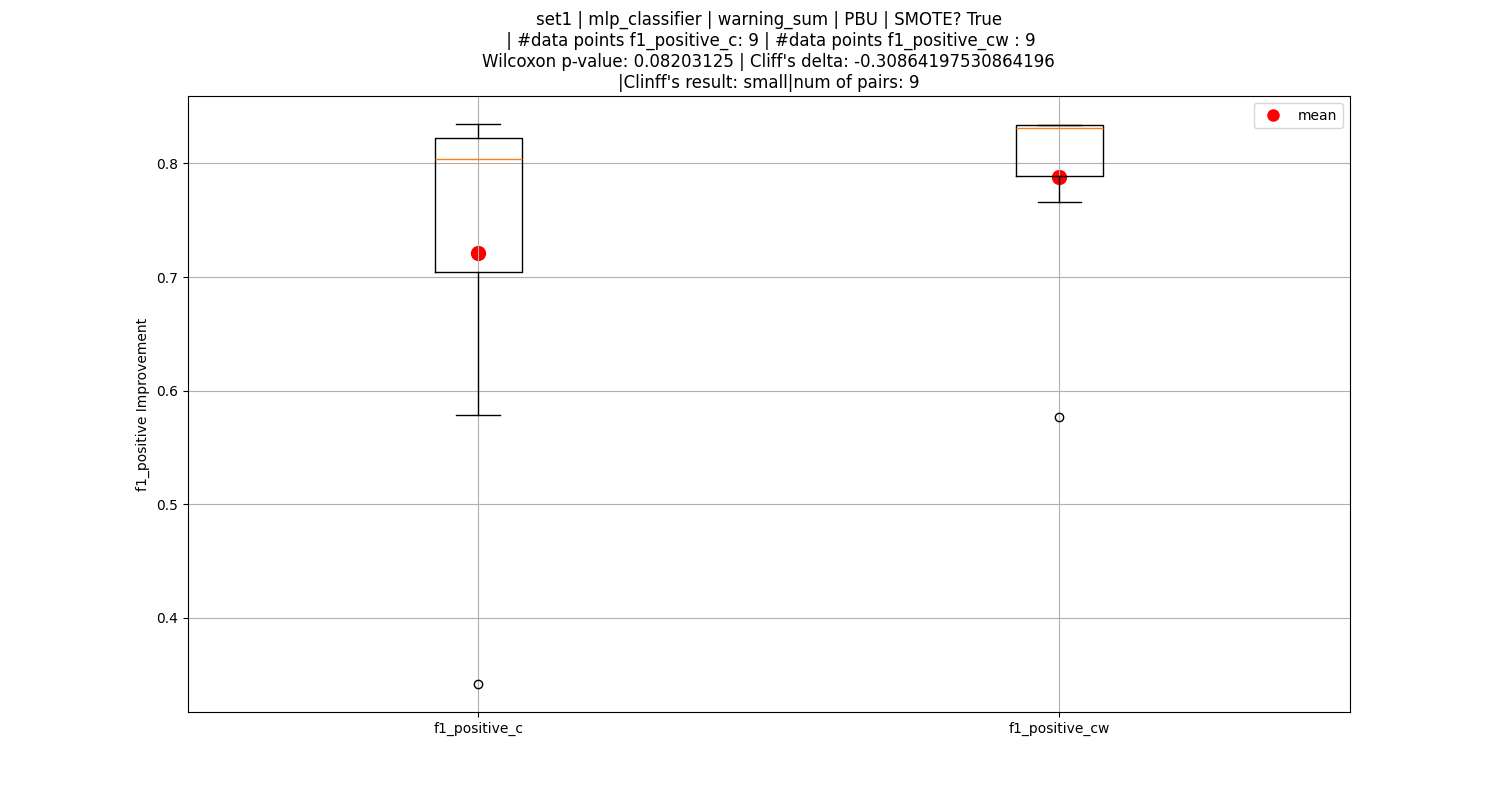 set1 | mlp_classifier | warning_sum | PBU | SMOTE? True
| #data points f1_positive_c: 9 | #data points f1_positive_cw : 9
Wilcoxon p-value: 0.08203125 | Cliff's delta: -0.30864197530864196
|Clinff's result: small|num of pairs: 9
mean
f1_positive Improvement
0.8
0.7
0.6
0.5
0.4
f1_positive_c
f1_positive_cw